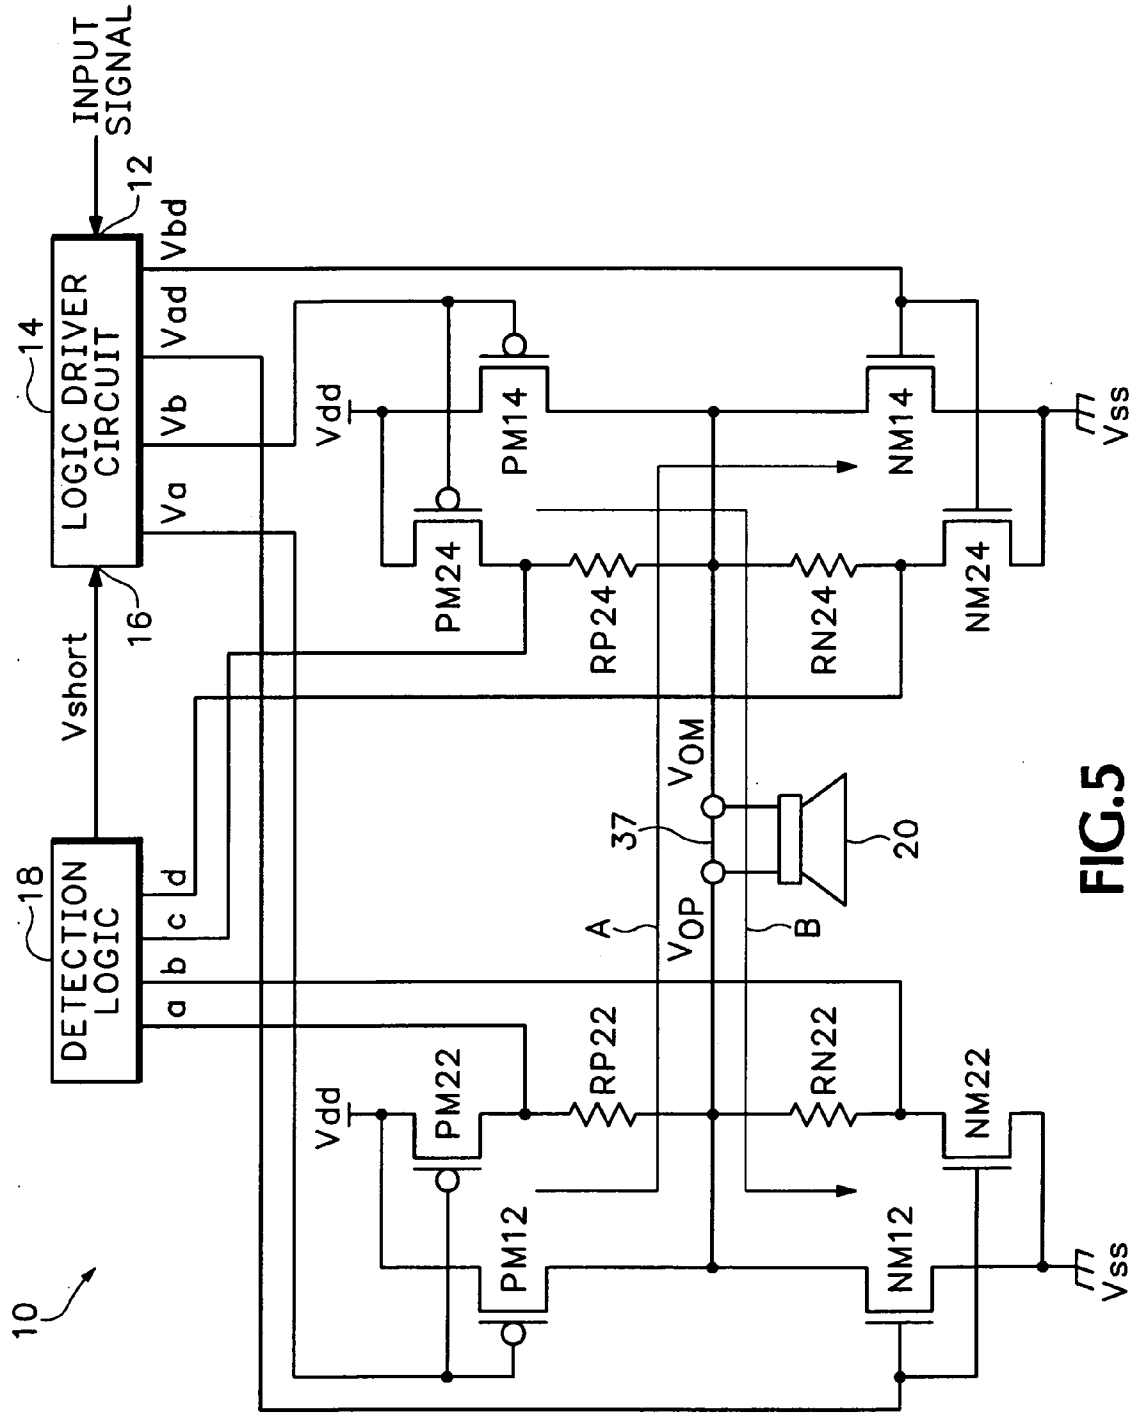 10
18
DETECTION
LOGIC
a
b
c
d
Vshort
16
14
LOGIC DRIVER
CIRCUIT
12
INPUT
SIGNAL
Va
Vb
Vad
Vbd
Vdd
PM12
PM22
RP22
Vdd
PM24
PM14
RP24
A
VOP
37
VOM
B
20
RN22
NM12
NM22
Vss
RN24
NM24
NM14
Vss
FIG.5